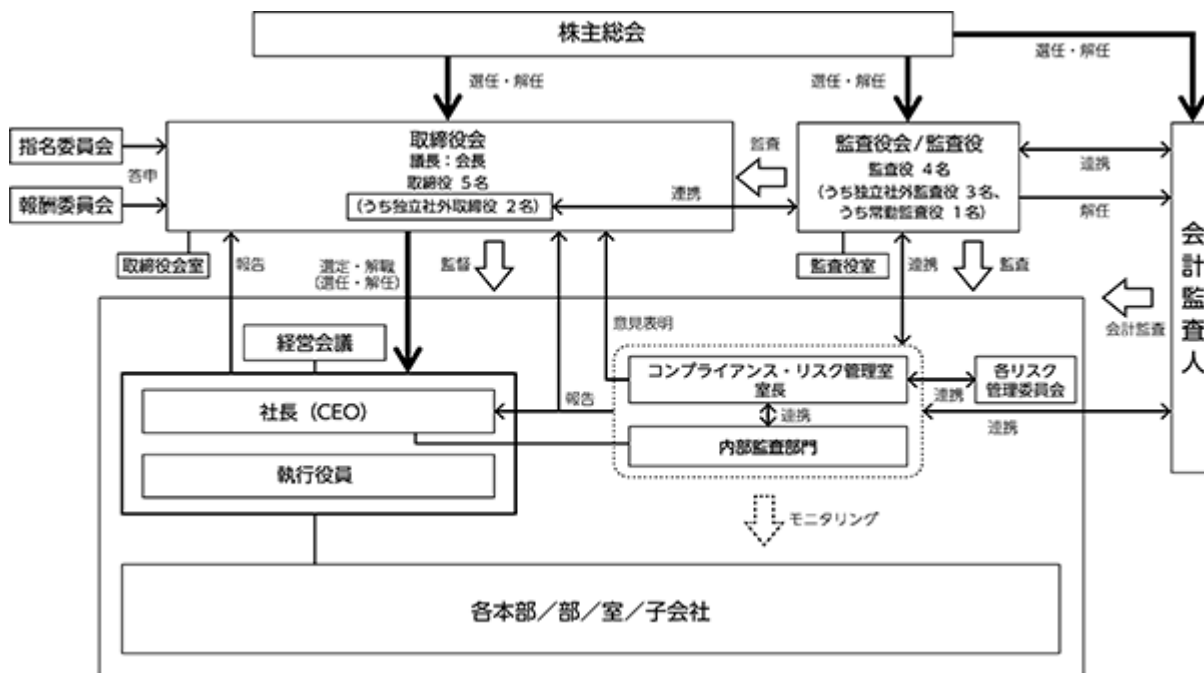 株主総会
選任・解任
選任・解任
選任・解任
指名委員会
答申
報酬委員会
取締役会
議長：会長
取締役 5名
(うち独立社外取締役 2名)
監査
連携
監査役会/監査役
監査役 4名
(うち独立社外監査役 3名、
うち常勤監査役 1名)
連携
解任
会計監査人
取締役会室
報告
選定・解職
(選任・解任)
監督
監査役室
連携
監査
会計監査
意見表明
経営会議
社長（CEO）
執行役員
報告
コンプライアンス・リスク管理室
室長
連携
内部監査部門
連携
各リスク
管理委員会
連携
モニタリング
各本部／部／室／子会社